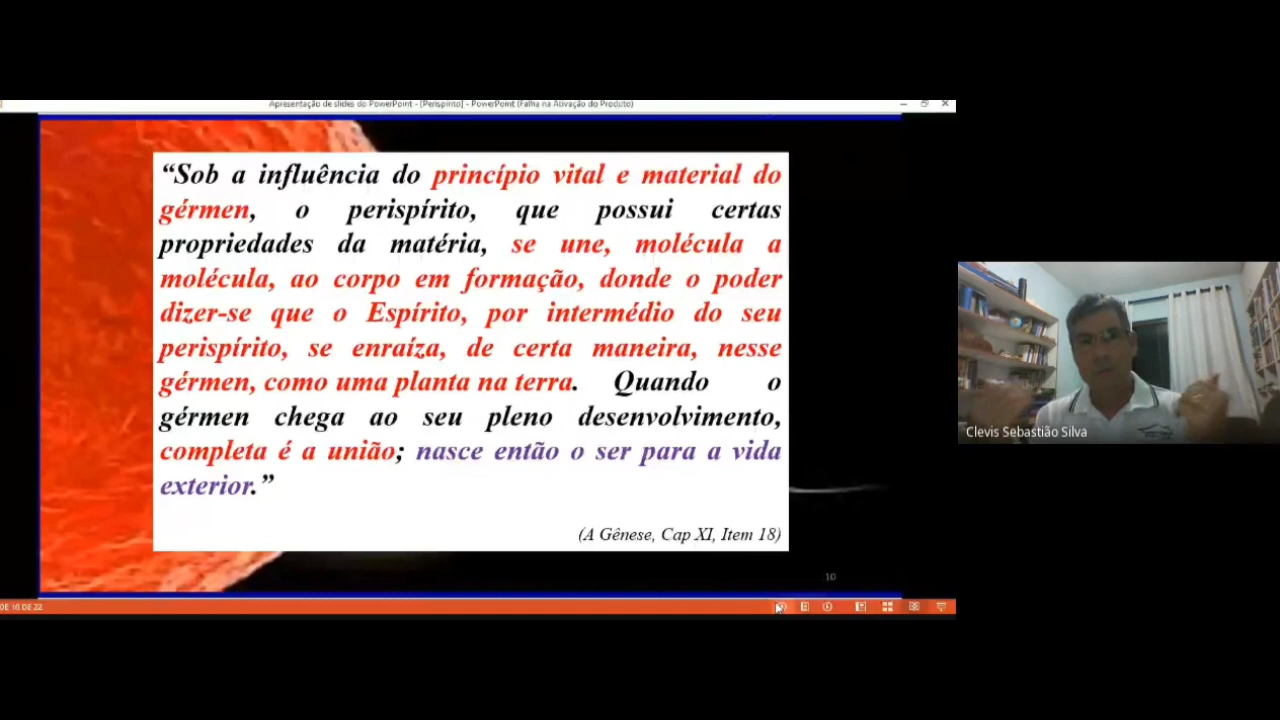 Apresentação de slides do PowerPoint - [Perispírito] - PowerPoint (Falha na Ativação do Produto)
“Sob a influência do princípio vital e material do
gérmen, o perispírito, que possui certas
propriedades da matéria, se une, molécula a
molécula, ao corpo em formação, donde o poder
dizer-se que o Espírito, por intermédio do seu
perispírito, se enraíza, de certa maneira, nesse
gérmen, como uma planta na terra. Quando o
gérmen chega ao seu pleno desenvolvimento,
completa é a união; nasce então o ser para a vida
exterior.”
(A Gênese, Cap XI, Item 18)
10
DE 10 DE 22
Clevis Sebastião Silva